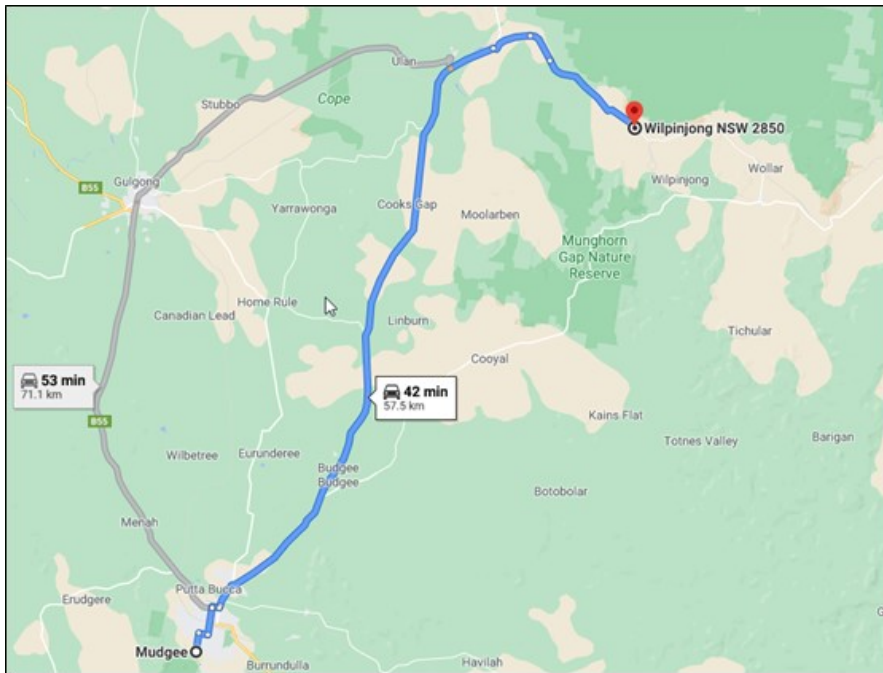 Ulan
Cope
Stubbo
Wilpinjong NSW 2850
B55
Gulgong
Wilpinjong
Wollar
Yarrawonga
Cooks Gap
Moolarben
Munghorn
Gap Nature
Reserve
Home Rule
Canadian Lead
Linburn
Tichular
Cooyal
53 min
71.1 km
42 min
57.5 km
B55
Kains Flat
Totnes Valley
Barigan
Wilbetree
Eurunderee
Budgee
Budgee
Botobolar
Menah
Putta Bucca
Erudgere
Mudgee
Burrundulla
Havilah